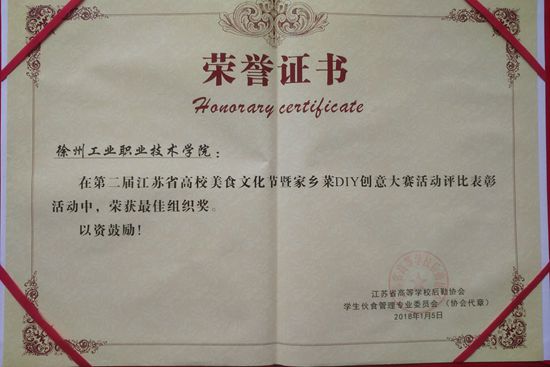 荣誉证书
Honorary certificate
徐州工业职业技术学院：
在第二届江苏省高校美食文化节暨家乡菜DIY创意大赛活动评比表彰
活动中，荣获最佳组织奖。
以资鼓励！
江苏省高等学校后勤协会
学生伙食管理专业委员会（协会代章）
2018年1月5日